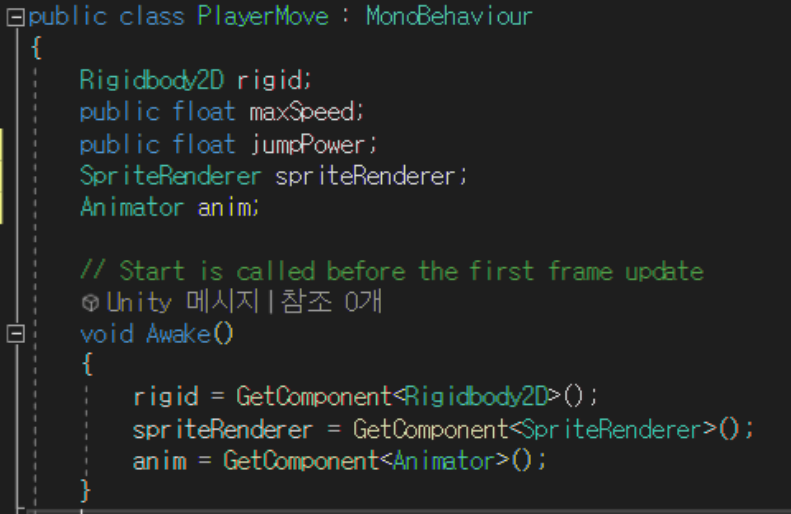 public class PlayerMove : MonoBehaviour
{
Rigidbody2D rigid;
public float maxSpeed;
public float jumpPower;
SpriteRenderer spriteRenderer;
Animator anim;
// Start is called before the first frame update
Unity 메시지|참조 0개
void Awake()
{
rigid = GetComponent<Rigidbody2D>();
spriteRenderer = GetComponent<SpriteRenderer>();
anim = GetComponent<Animator>();
}